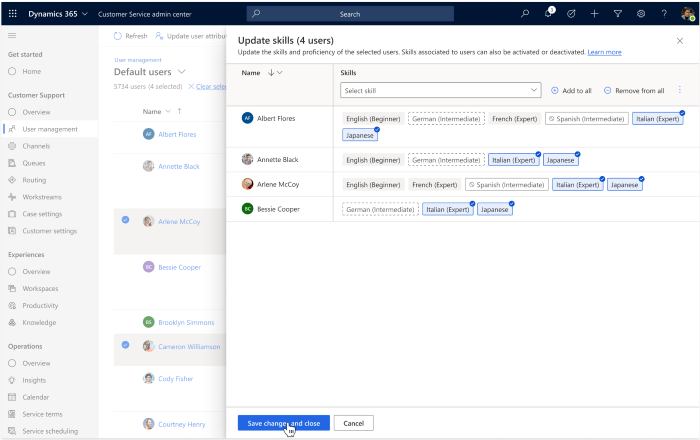 Dynamics 365
Customer Service admin center
Search
Get started
Home
Customer Support
Overview
User management
Channels
Queues
Routing
Workstreams
Case settings
Customer settings
Experiences
Overview
Workspaces
Productivity
Knowledge
Operations
Overview
Insights
Calendar
Service terms
Service scheduling
Refresh Update user attribu
User management
Default users
5734 users (4 selected) Clear selec
Name
AF Albert Flores
Annette Black
Arlene McCoy
BC Bessie Cooper
BS Brooklyn Simmons
Cameron Williamson
Cody Fisher
Courtney Henry
Update skills (4 users)
Update the skills and proficiency of the selected users. Skills associated to users can also be activated or deactivated. Learn more
Name Skills
Select skill Add to all Remove from all
AF Albert Flores English (Beginner) German (Intermediate) French (Expert) Spanish (Intermediate) Italian (Expert)
Japanese
Annette Black English (Beginner) German (Intermediate) Italian (Expert) Japanese
Arlene McCoy English (Beginner) French (Expert) Spanish (Intermediate) Italian (Expert) Japanese
BC Bessie Cooper German (Intermediate) Italian (Expert) Japanese
Save changes and close Cancel